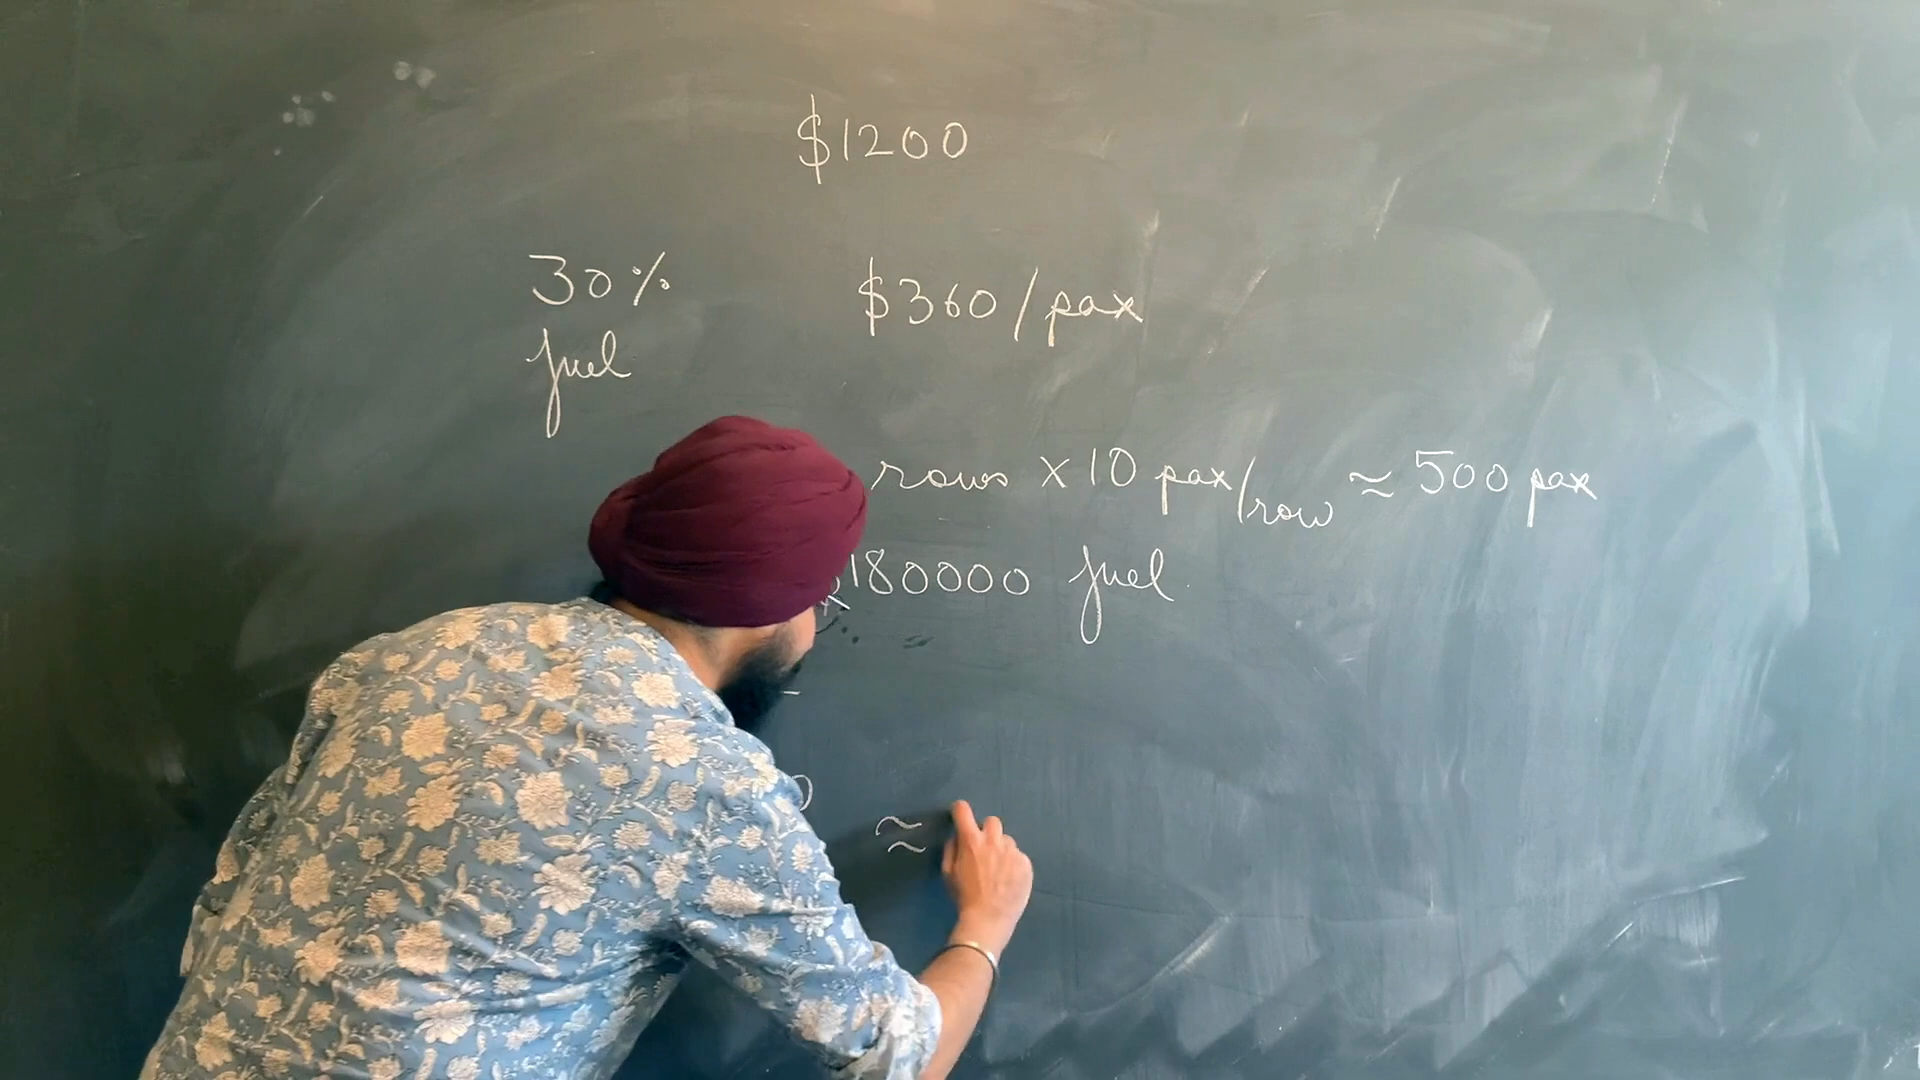 $1200
30% $360/pax
fuel
rows x 10 pax/row ≈ 500 pax
180000 fuel
≈